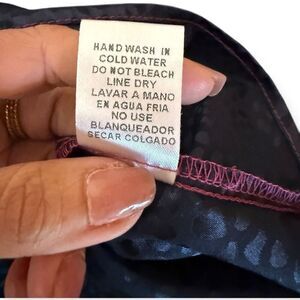 HAND WASH IN
COLD WATER
DO NOT BLEACH
LINE DRY
LAVAR A MANO
EN AGUA FRIA
NO USE
BLANQUEADOR
SECAR COLGADO